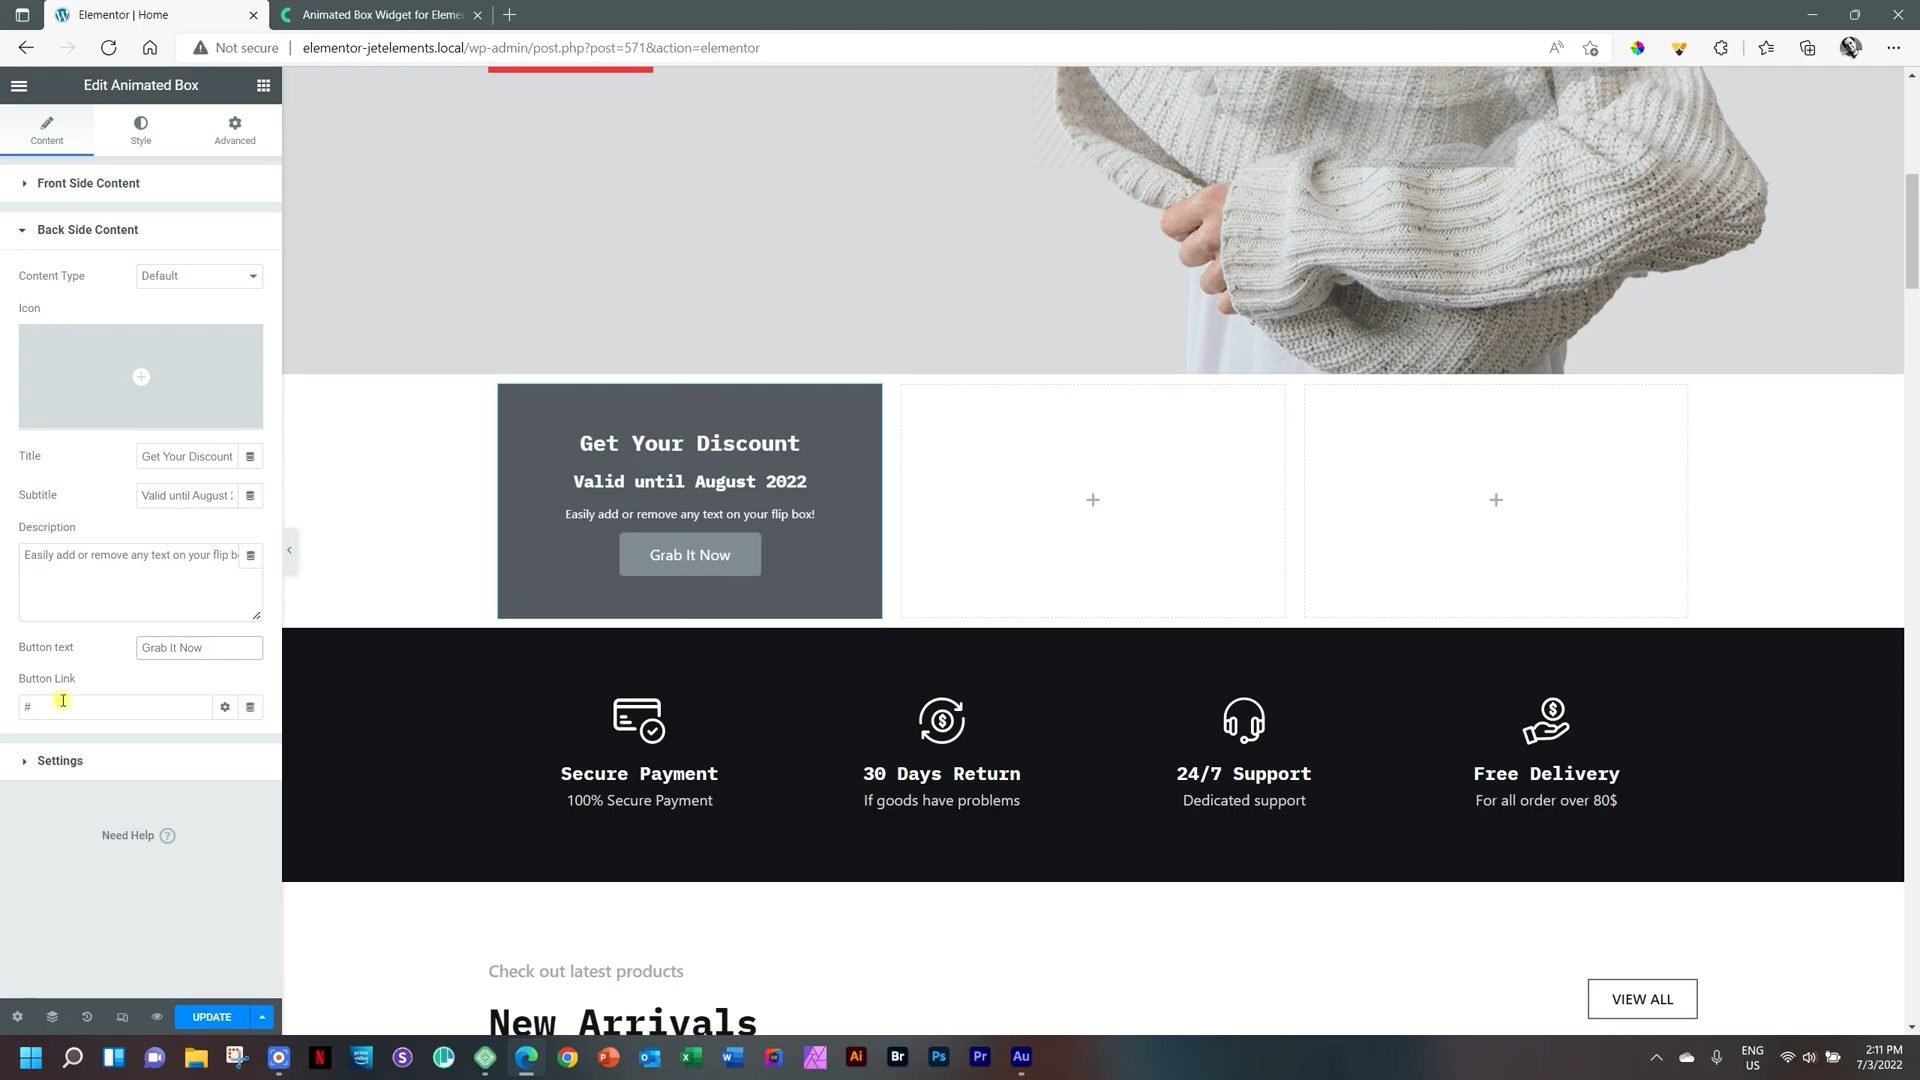 Elementor | Home
Animated Box Widget for Eleme
Not secure
elementor-jetelements.local/wp-admin/post.php?post=571&action=elementor
Edit Animated Box
Content
Style
Advanced
Front Side Content
Back Side Content
Content Type
Default
Icon
Title
Get Your Discount
Subtitle
Valid until August 2
Description
Easily add or remove any text on your flip b
Button text
Grab It Now
Button Link
#
Settings
Need Help ?
UPDATE
Get Your Discount
Valid until August 2022
Easily add or remove any text on your flip box!
Grab It Now
Secure Payment
100% Secure Payment
30 Days Return
If goods have problems
24/7 Support
Dedicated support
Free Delivery
For all order over 80$
Check out latest products
New Arrivals
VIEW ALL
ENG
US
2:11 PM
7/3/2022